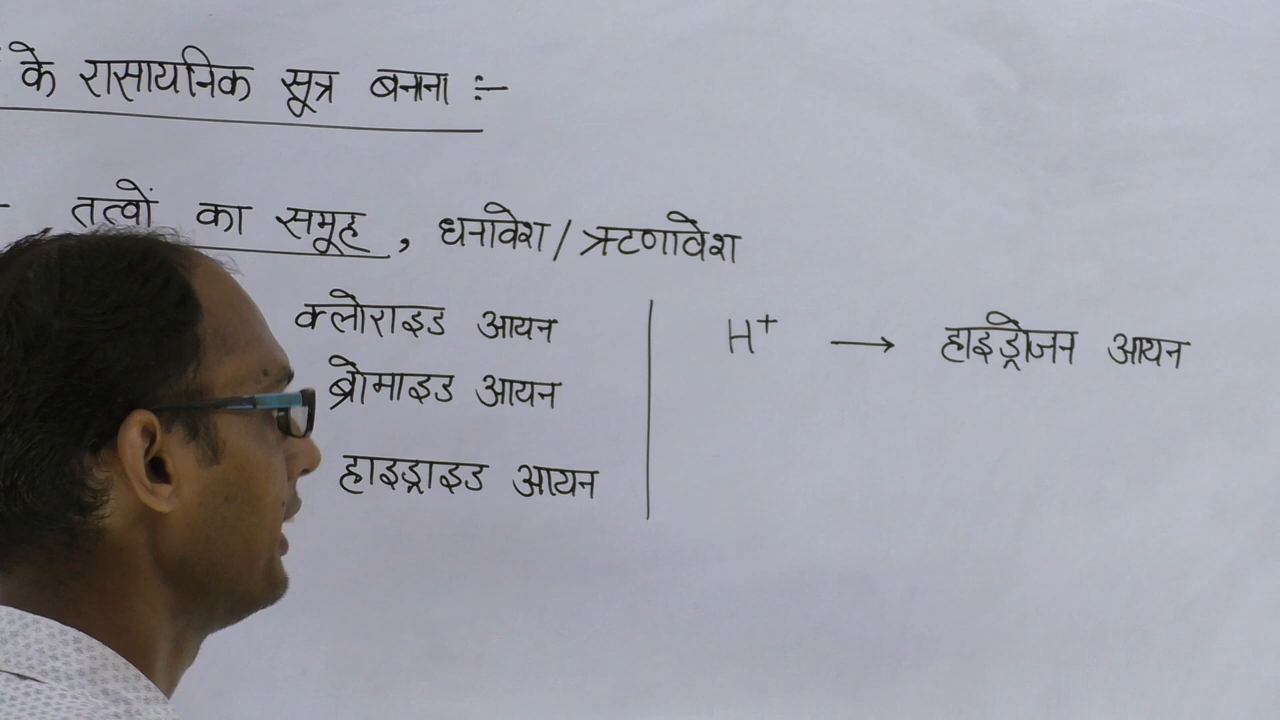 के रासायनिक सूत्र बनाना :-
तत्वों का समूह , धनावेश / ऋणावेश
क्लोराइड आयन
ब्रोमाइड आयन
हाइड्राइड आयन
H⁺ → हाइड्रोजन आयन